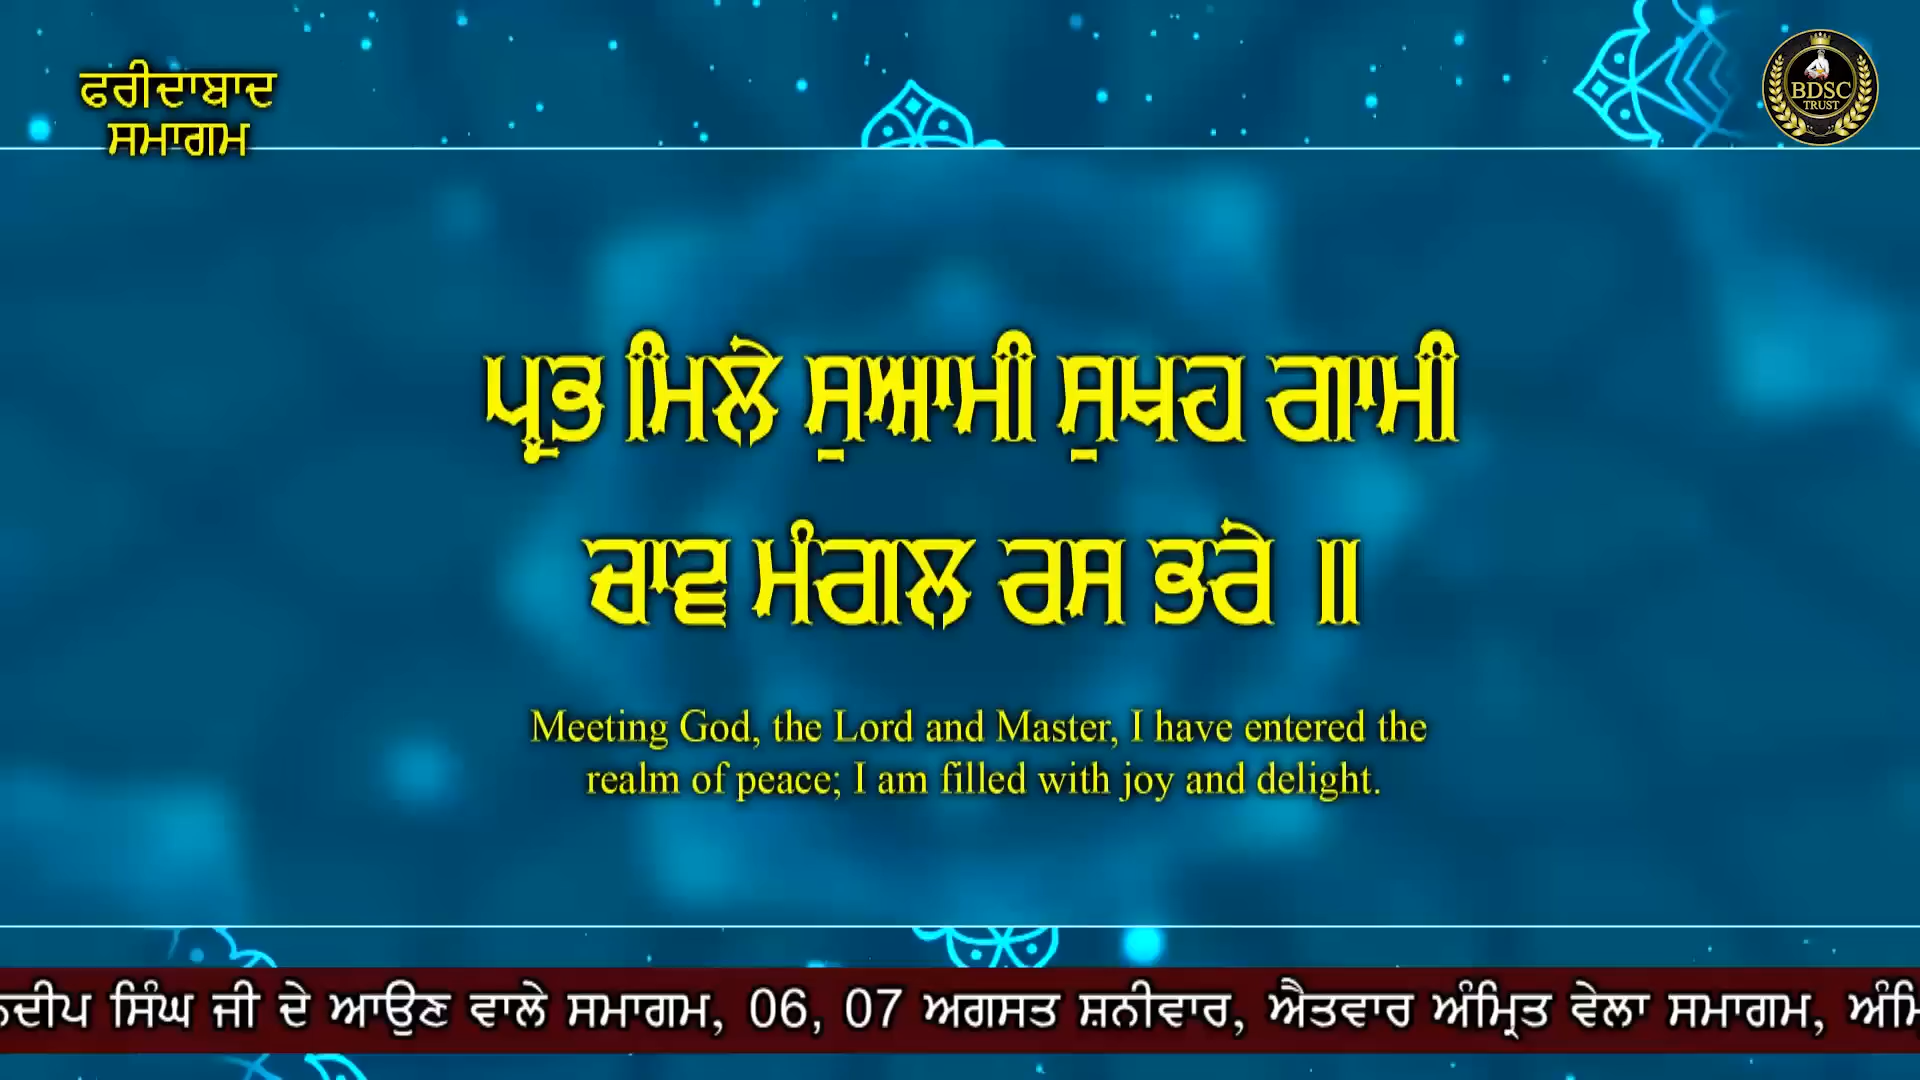 ਫਰੀਦਾਬਾਦ
ਸਮਾਗਮ
BDSC
TRUST
ਪ੍ਰਭ ਮਿਲੇ ਸੁਆਮੀ ਸੁਖਹ ਗਾਮੀ
ਚਾਵ ਮੰਗਲ ਰਸ ਭਰੇ ॥
Meeting God, the Lord and Master, I have entered the
realm of peace; I am filled with joy and delight.
ਸਿੰਘ ਜੀ ਦੇ ਆਉਣ ਵਾਲੇ ਸਮਾਗਮ, 06, 07 ਅਗਸਤ ਸ਼ਨੀਵਾਰ, ਐਤਵਾਰ ਅੰਮ੍ਰਿਤ ਵੇਲਾ ਸਮਾਗਮ,